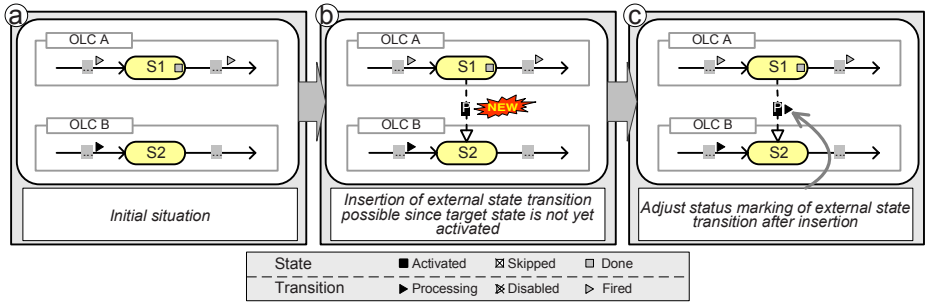 a
OLC A
...
S1
...
OLC B
...
S2
...
Initial situation
b
OLC A
...
S1
...
P
NEW
OLC B
...
S2
...
Insertion of external state transition
possible since target state is not yet
activated
c
OLC A
...
S1
...
P
OLC B
...
S2
...
Adjust status marking of external state
transition after insertion
State Activated Skipped Done
Transition Processing Disabled Fired